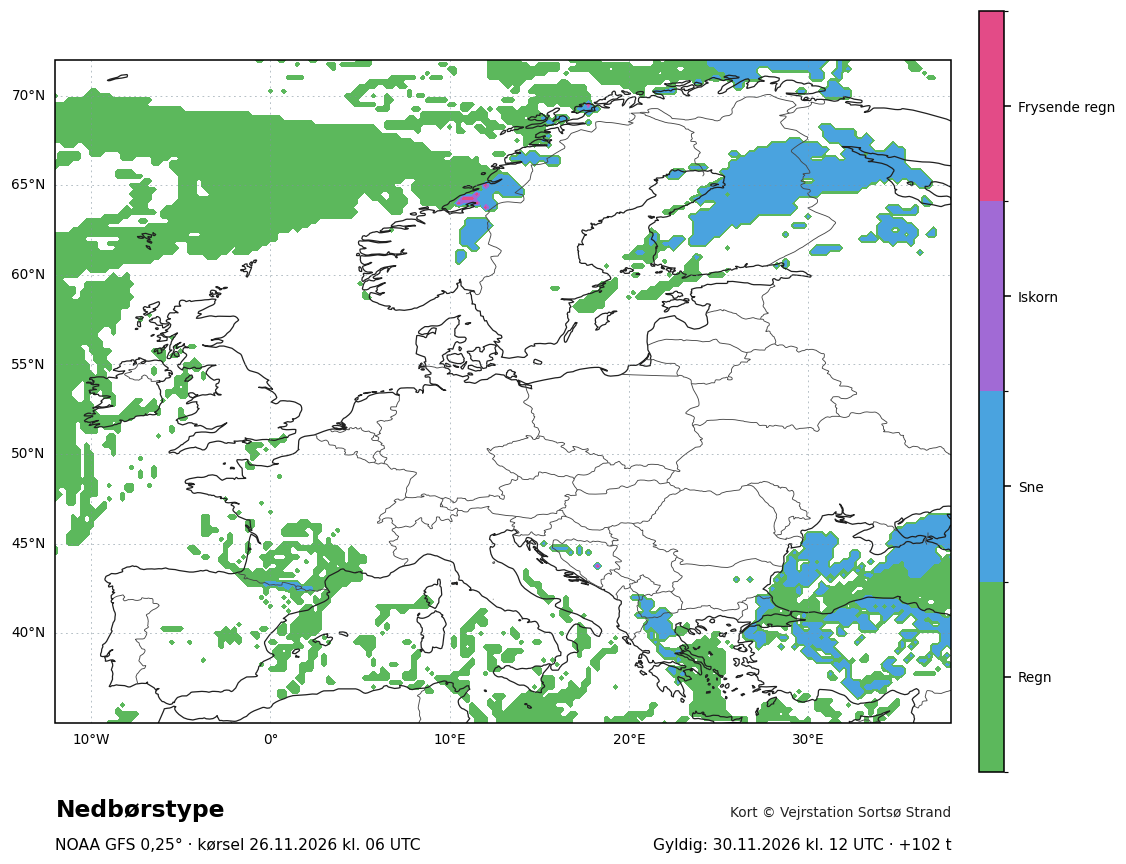 Frysende regn
Iskorn
Sne
Regn
70°N
65°N
60°N
55°N
50°N
45°N
40°N
10°W
0°
10°E
20°E
30°E
Nedbørstype
Kort © Vejrstation Sortsø Strand
NOAA GFS 0,25° · kørsel 26.11.2026 kl. 06 UTC
Gyldig: 30.11.2026 kl. 12 UTC · +102 t